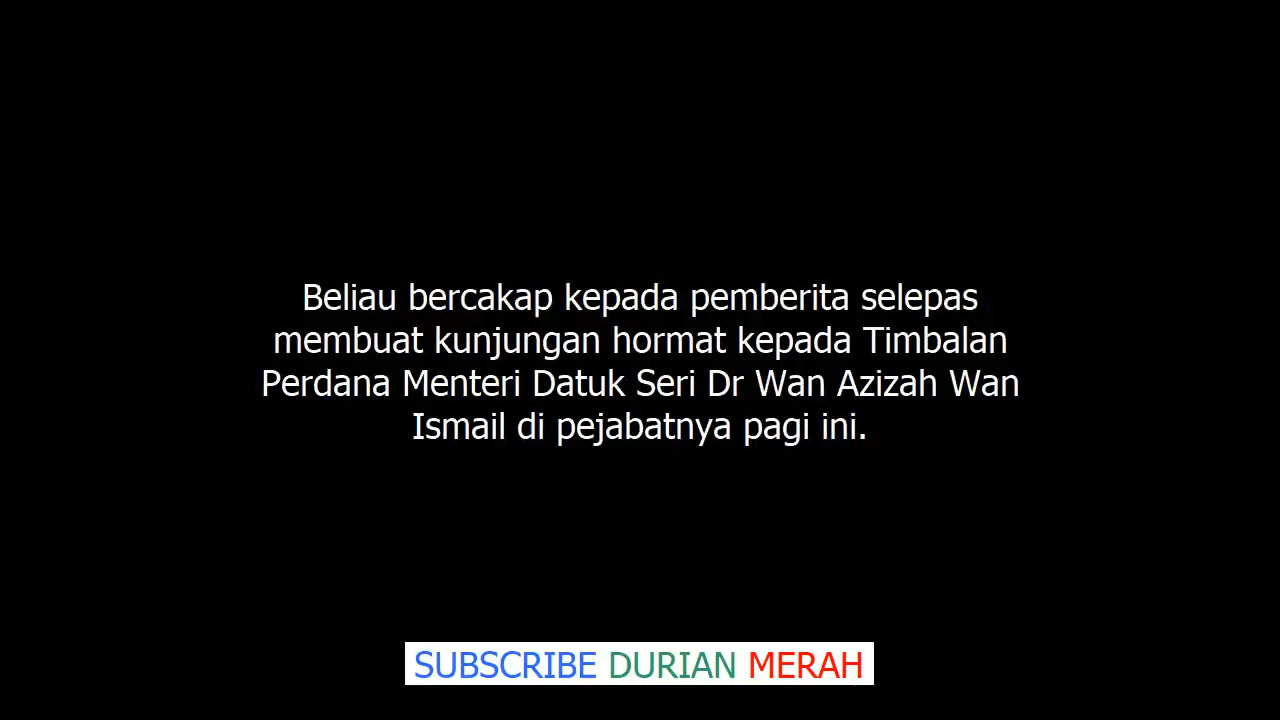 Beliau bercakap kepada pemberita selepas
membuat kunjungan hormat kepada Timbalan
Perdana Menteri Datuk Seri Dr Wan Azizah Wan
Ismail di pejabatnya pagi ini.
SUBSCRIBE DURIAN MERAH